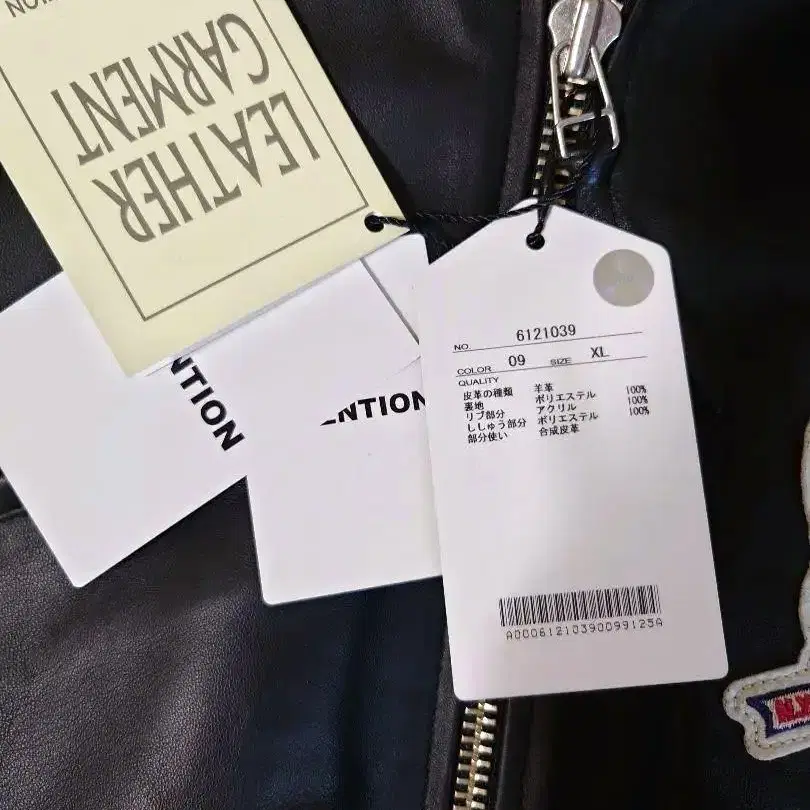 LEATHER
GARMENT
NTION
NTION
NO. 6121039
COLOR 09 SIZE XL
QUALITY
皮革の種類 羊革
裏地 ポリエステル 100%
リブ部分 アクリル 100%
ししゅう部分 ポリエステル 100%
部分使い 合成皮革
A0006121039009912​5A